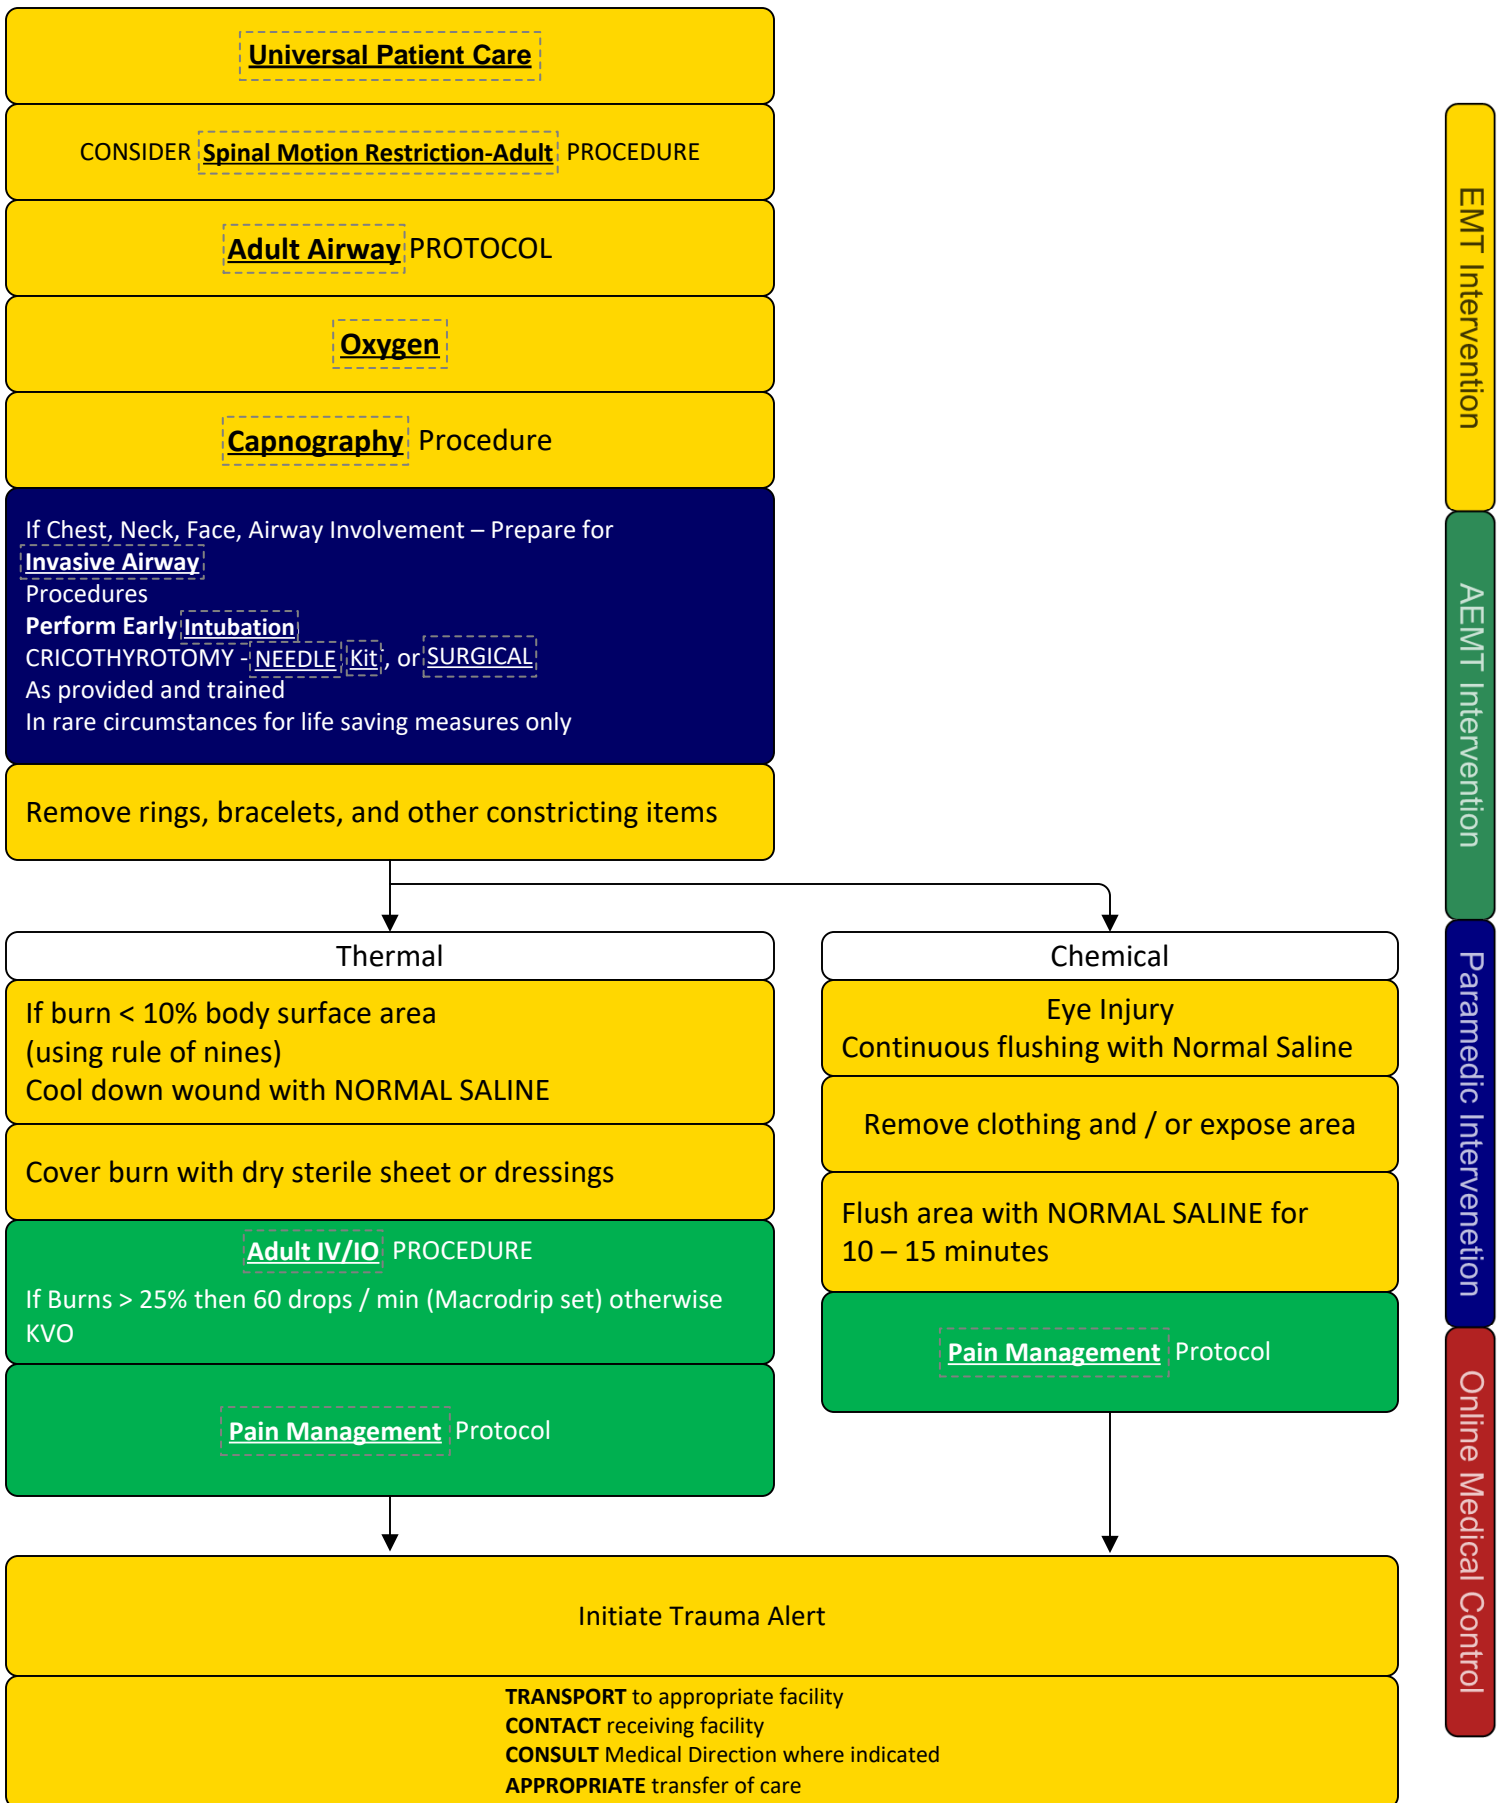 Universal Patient Care
CONSIDER Spinal Motion Restriction-Adult PROCEDURE
Adult Airway PROTOCOL
Oxygen
Capnography Procedure
If Chest, Neck, Face, Airway Involvement – Prepare for
Invasive Airway
Procedures
Perform Early Intubation
CRICOTHYROTOMY - NEEDLE Kit, or SURGICAL
As provided and trained
In rare circumstances for life saving measures only
Remove rings, bracelets, and other constricting items
Thermal
If burn < 10% body surface area
(using rule of nines)
Cool down wound with NORMAL SALINE
Cover burn with dry sterile sheet or dressings
Adult IV/IO PROCEDURE
If Burns > 25% then 60 drops / min (Macrodrip set) otherwise
KVO
Pain Management Protocol
Chemical
Eye Injury
Continuous flushing with Normal Saline
Remove clothing and / or expose area
Flush area with NORMAL SALINE for
10 – 15 minutes
Pain Management Protocol
Initiate Trauma Alert
TRANSPORT to appropriate facility
CONTACT receiving facility
CONSULT Medical Direction where indicated
APPROPRIATE transfer of care
EMT Intervention
AEMT Intervention
Paramedic Intervenetion
Online Medical Control